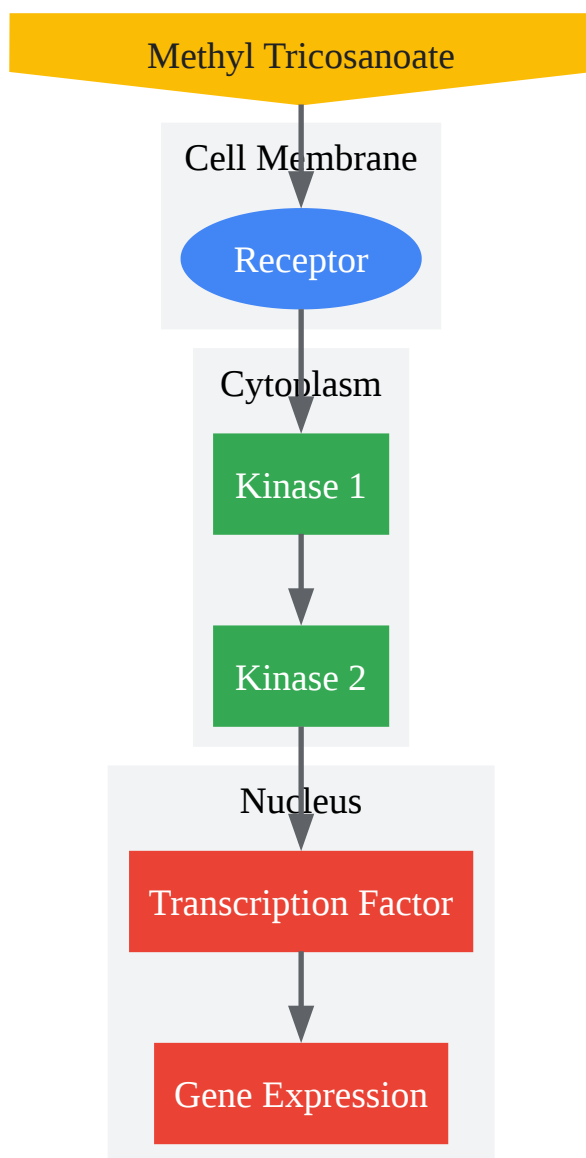 Methyl Tricosanoate
Cell Membrane
Receptor
Cytoplasm
Kinase 1
Kinase 2
Nucleus
Transcription Factor
Gene Expression